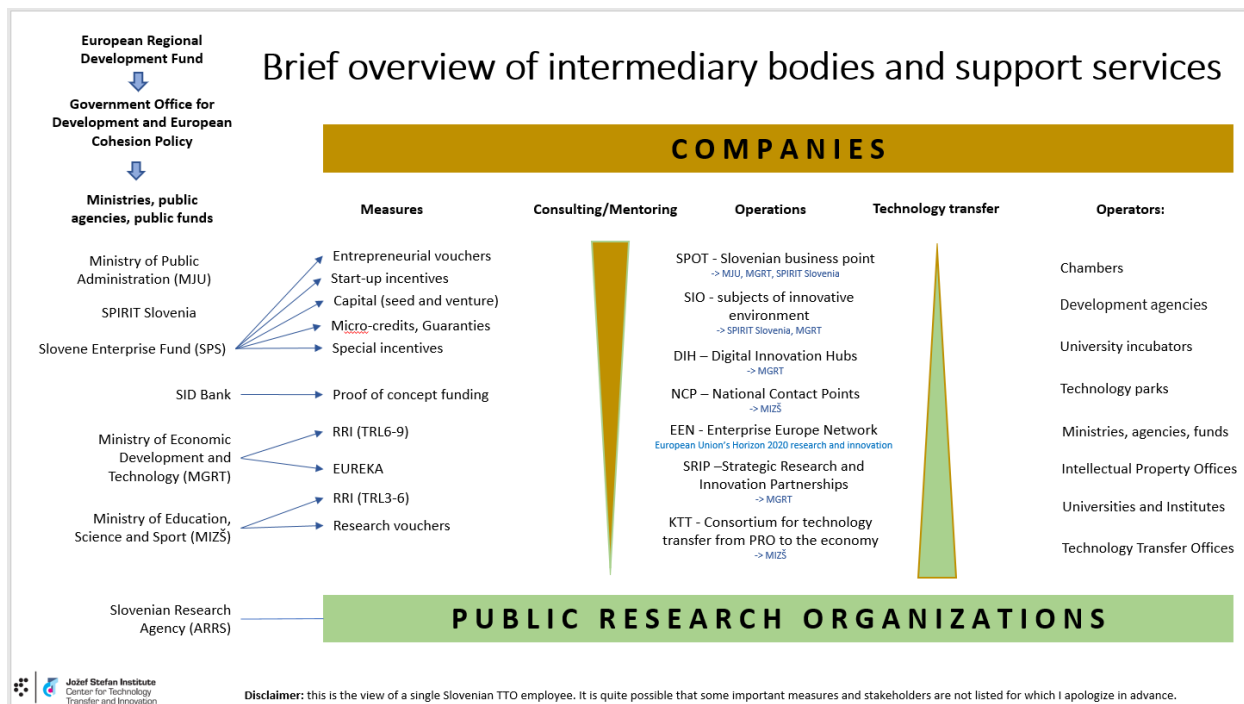 European Regional
Development Fund
Government Office for
Development and European
Cohesion Policy
Ministries, public
agencies, public funds
Brief overview of intermediary bodies and support services
COMPANIES
Measures
Consulting/Mentoring
Operations
Technology transfer
Operators:
Ministry of Public
Administration (MJU)
SPIRIT Slovenia
Slovene Enterprise Fund (SPS)
SID Bank
Ministry of Economic
Development and
Technology (MGRT)
Ministry of Education,
Science and Sport (MIZŠ)
Slovenian Research
Agency (ARRS)
Entrepreneurial vouchers
Start-up incentives
Capital (seed and venture)
Micro-credits, Guaranties
Special incentives
Proof of concept funding
RRI (TRL6-9)
EUREKA
RRI (TRL3-6)
Research vouchers
SPOT - Slovenian business point
-> MJU, MGRT, SPIRIT Slovenia
SIO - subjects of innovative
environment
-> SPIRIT Slovenia, MGRT
DIH – Digital Innovation Hubs
-> MGRT
NCP – National Contact Points
-> MIZŠ
EEN - Enterprise Europe Network
European Union's Horizon 2020 research and innovation
SRIP –Strategic Research and
Innovation Partnerships
-> MGRT
KTT - Consortium for technology
transfer from PRO to the economy
-> MIZŠ
Chambers
Development agencies
University incubators
Technology parks
Ministries, agencies, funds
Intellectual Property Offices
Universities and Institutes
Technology Transfer Offices
PUBLIC RESEARCH ORGANIZATIONS
Jožef Stefan Institute
Center for Technology
Transfer and Innovation
Disclaimer: this is the view of a single Slovenian TTO employee. It is quite possible that some important measures and stakeholders are not listed for which I apologize in advance.